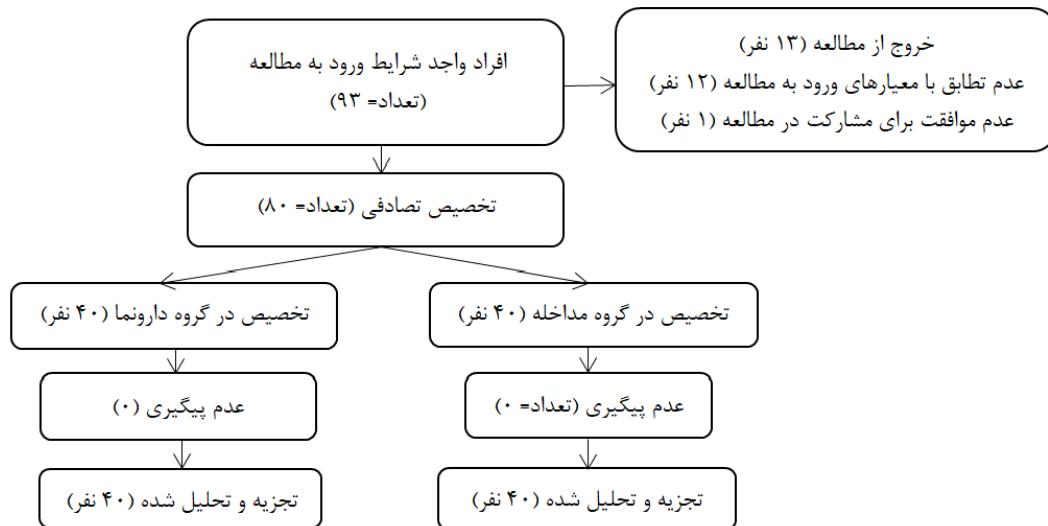 افراد واجد شرایط ورود به مطالعه
(تعداد= ۹۳)
خروج از مطالعه (۱۳ نفر)
عدم تطابق با معیارهای ورود به مطالعه (۱۲ نفر)
عدم موافقت برای مشارکت در مطالعه (۱ نفر)
تخصیص تصادفی (تعداد= ۸۰)
تخصیص در گروه مداخله (۴۰ نفر)
تخصیص در گروه دارونما (۴۰ نفر)
عدم پیگیری (تعداد= ۰)
عدم پیگیری (۰)
تجزیه و تحلیل شده (۴۰ نفر)
تجزیه و تحلیل شده (۴۰ نفر)